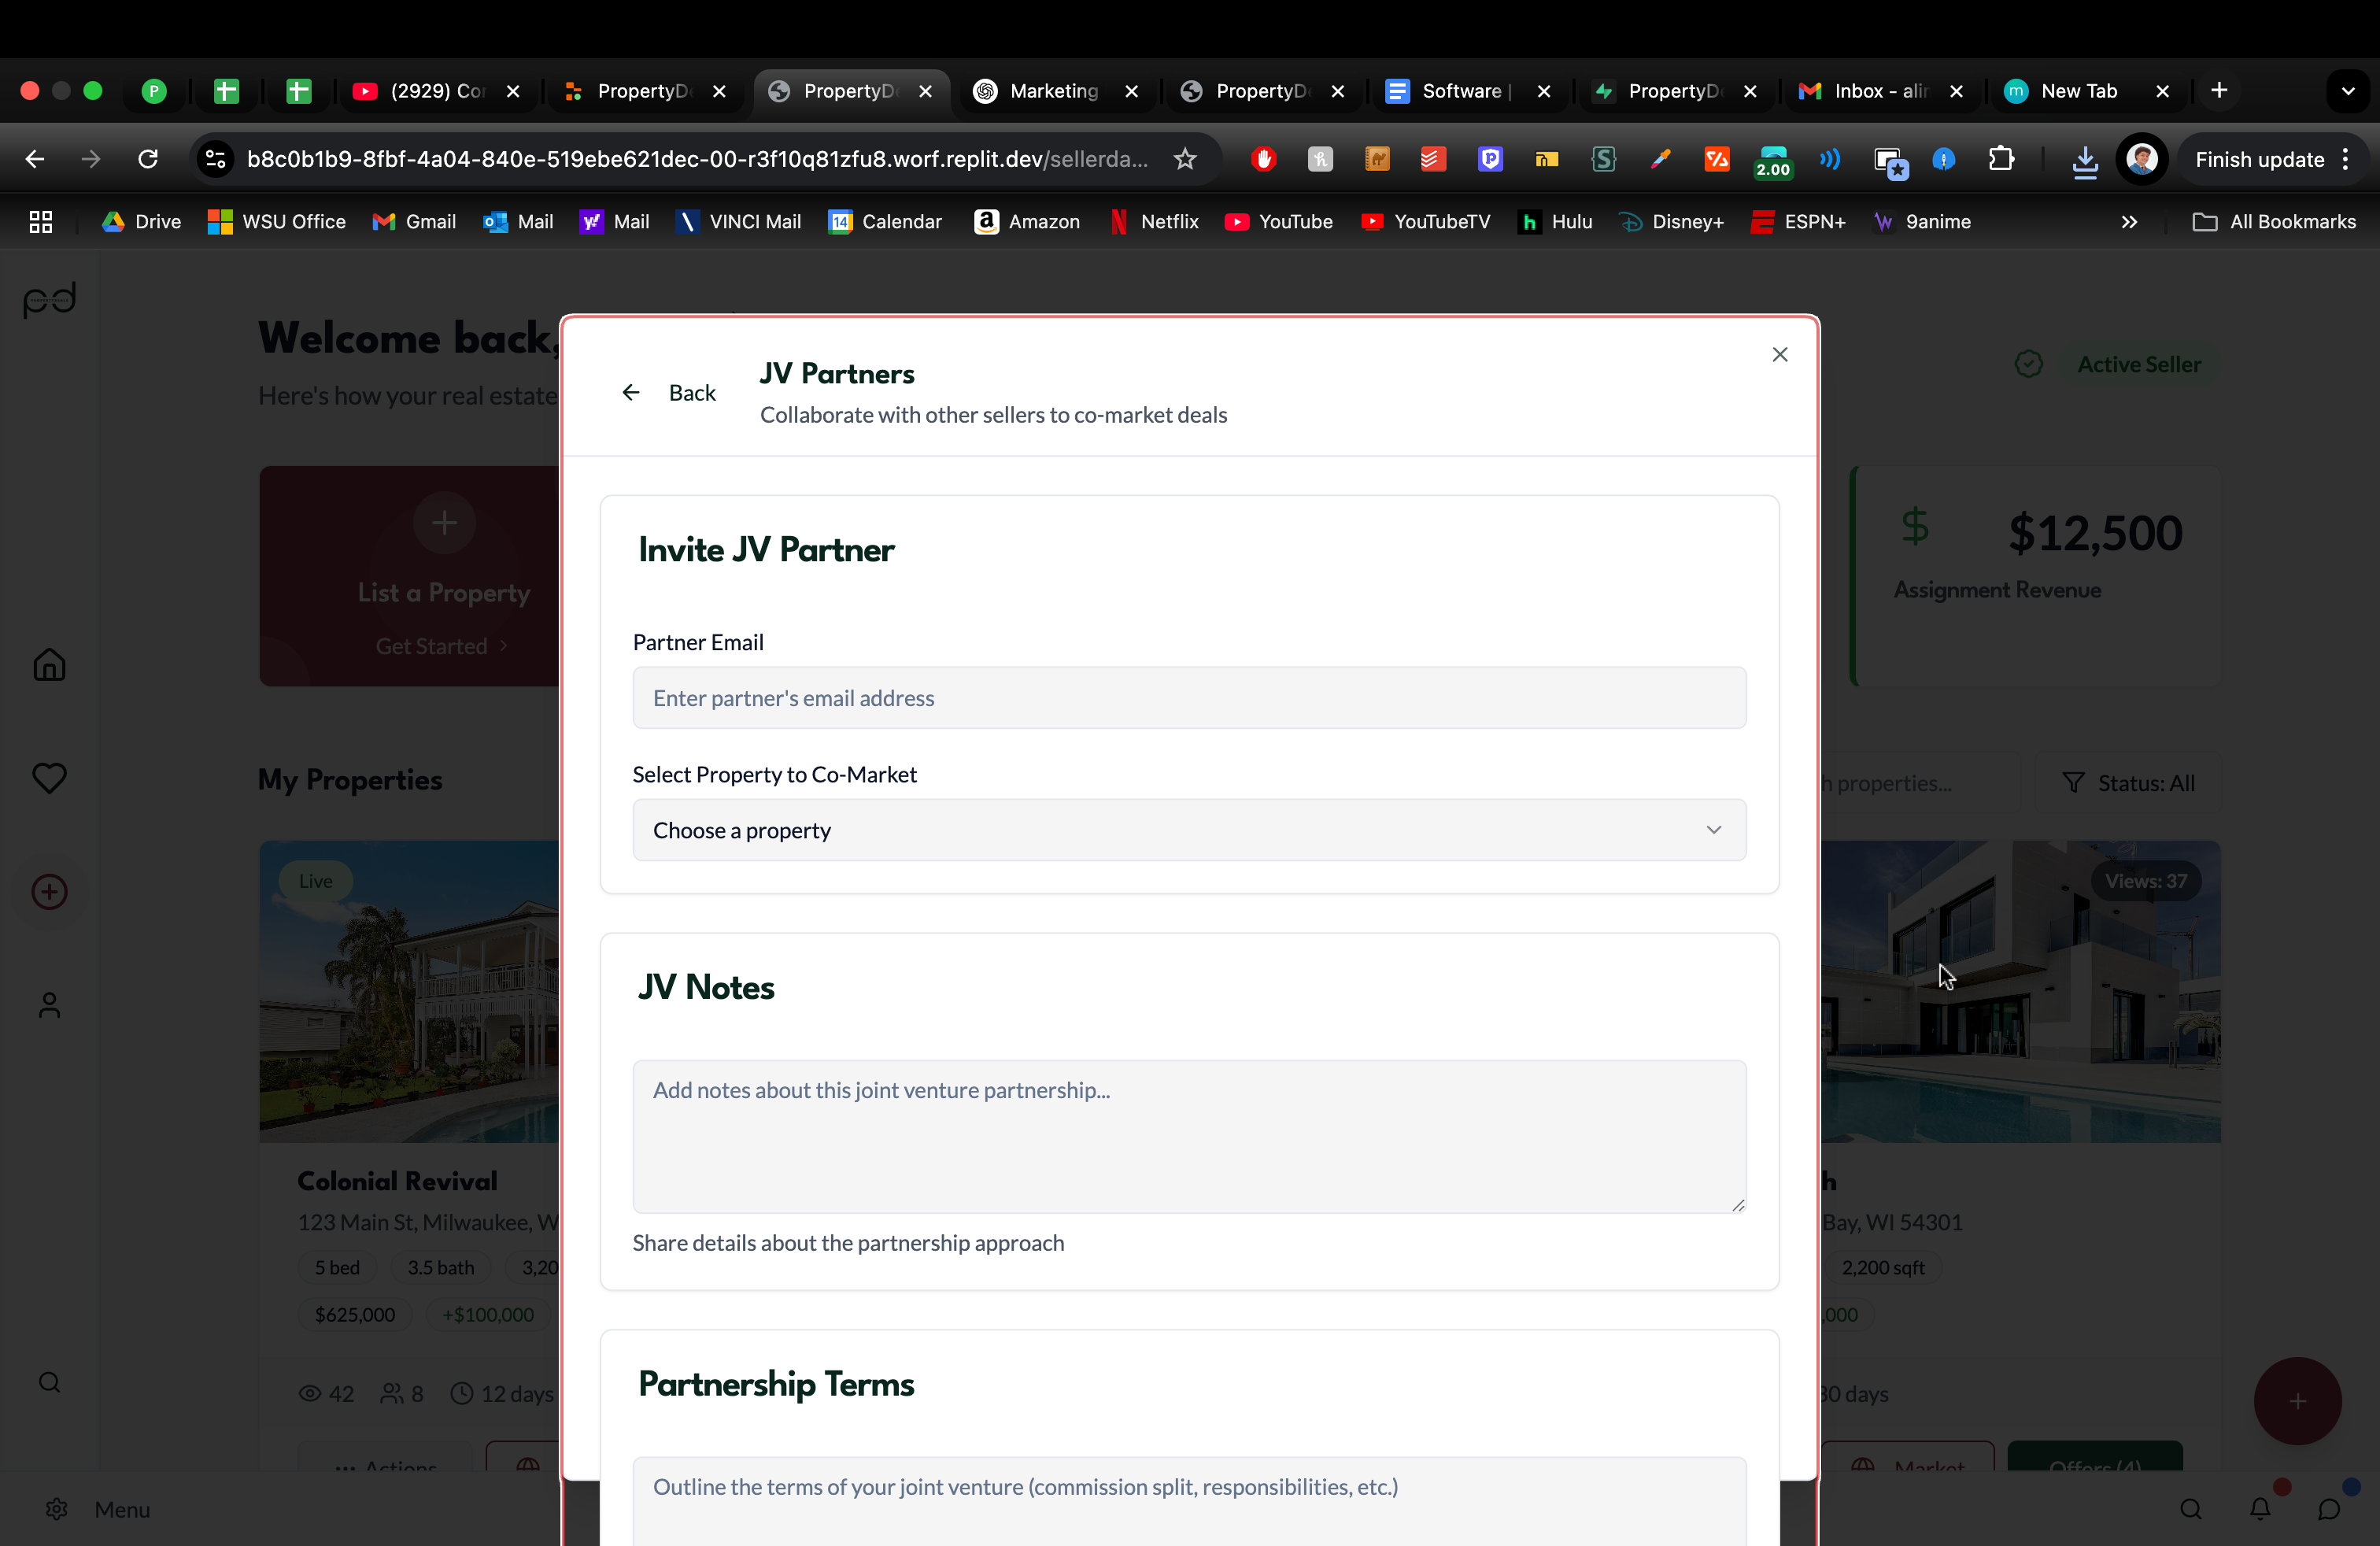 P
(2929) Co
PropertyD
PropertyD
Marketing
PropertyD
Software |
PropertyD
Inbox - alin
m
New Tab
b8c0b1b9-8fbf-4a04-840e-519ebe621dec-00-r3f10q81zfu8.worf.replit.dev/sellerda...
2.00
Finish update
Drive
WSU Office
Gmail
Mail
Mail
VINCI Mail
14
Calendar
Amazon
Netflix
YouTube
YouTubeTV
Hulu
Disney+
ESPN+
9anime
All Bookmarks
pd
Welcome back,
Here's how your real estate
Active Seller
List a Property
Get Started
$12,500
Assignment Revenue
My Properties
h properties...
Status: All
Live
Views: 37
Colonial Revival
123 Main St, Milwaukee, W
5 bed
3.5 bath
3,20
$625,000
+$100,000
42
8
12 days
Actions
h
Bay, WI 54301
2,200 sqft
,000
30 days
Market
Offers (4)
Menu
Back
JV Partners
Collaborate with other sellers to co-market deals
Invite JV Partner
Partner Email
Enter partner's email address
Select Property to Co-Market
Choose a property
JV Notes
Add notes about this joint venture partnership...
Share details about the partnership approach
Partnership Terms
Outline the terms of your joint venture (commission split, responsibilities, etc.)